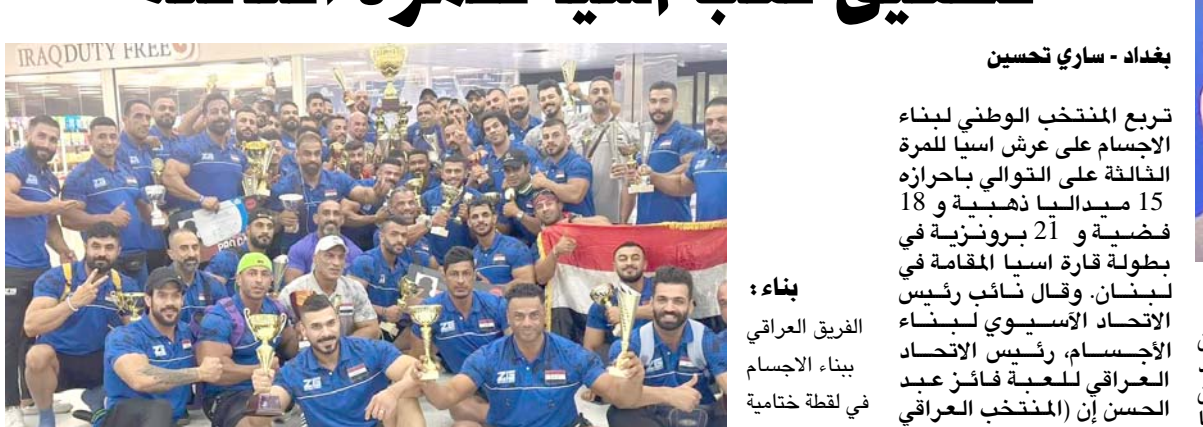 بغداد - ساري تحسين
تربع المنتخب الوطني لبناء
الاجسام على عرش اسيا للمرة
الثالثة على التوالي باحرازه
15 ميداليا ذهبية و 18
فضية و 21 برونزية في
بطولة قارة اسيا المقامة في
لبنان. وقال نائب رئيس
الاتحاد الآسيوي لبناء
الأجسام، رئيس الاتحاد
العراقي للعبة فائز عبد
الحسن إن (المنتخب العراقي
بناء :
الفريق العراقي
ببناء الاجسام
في لقطة ختامية
IRAQ DUTY FREE